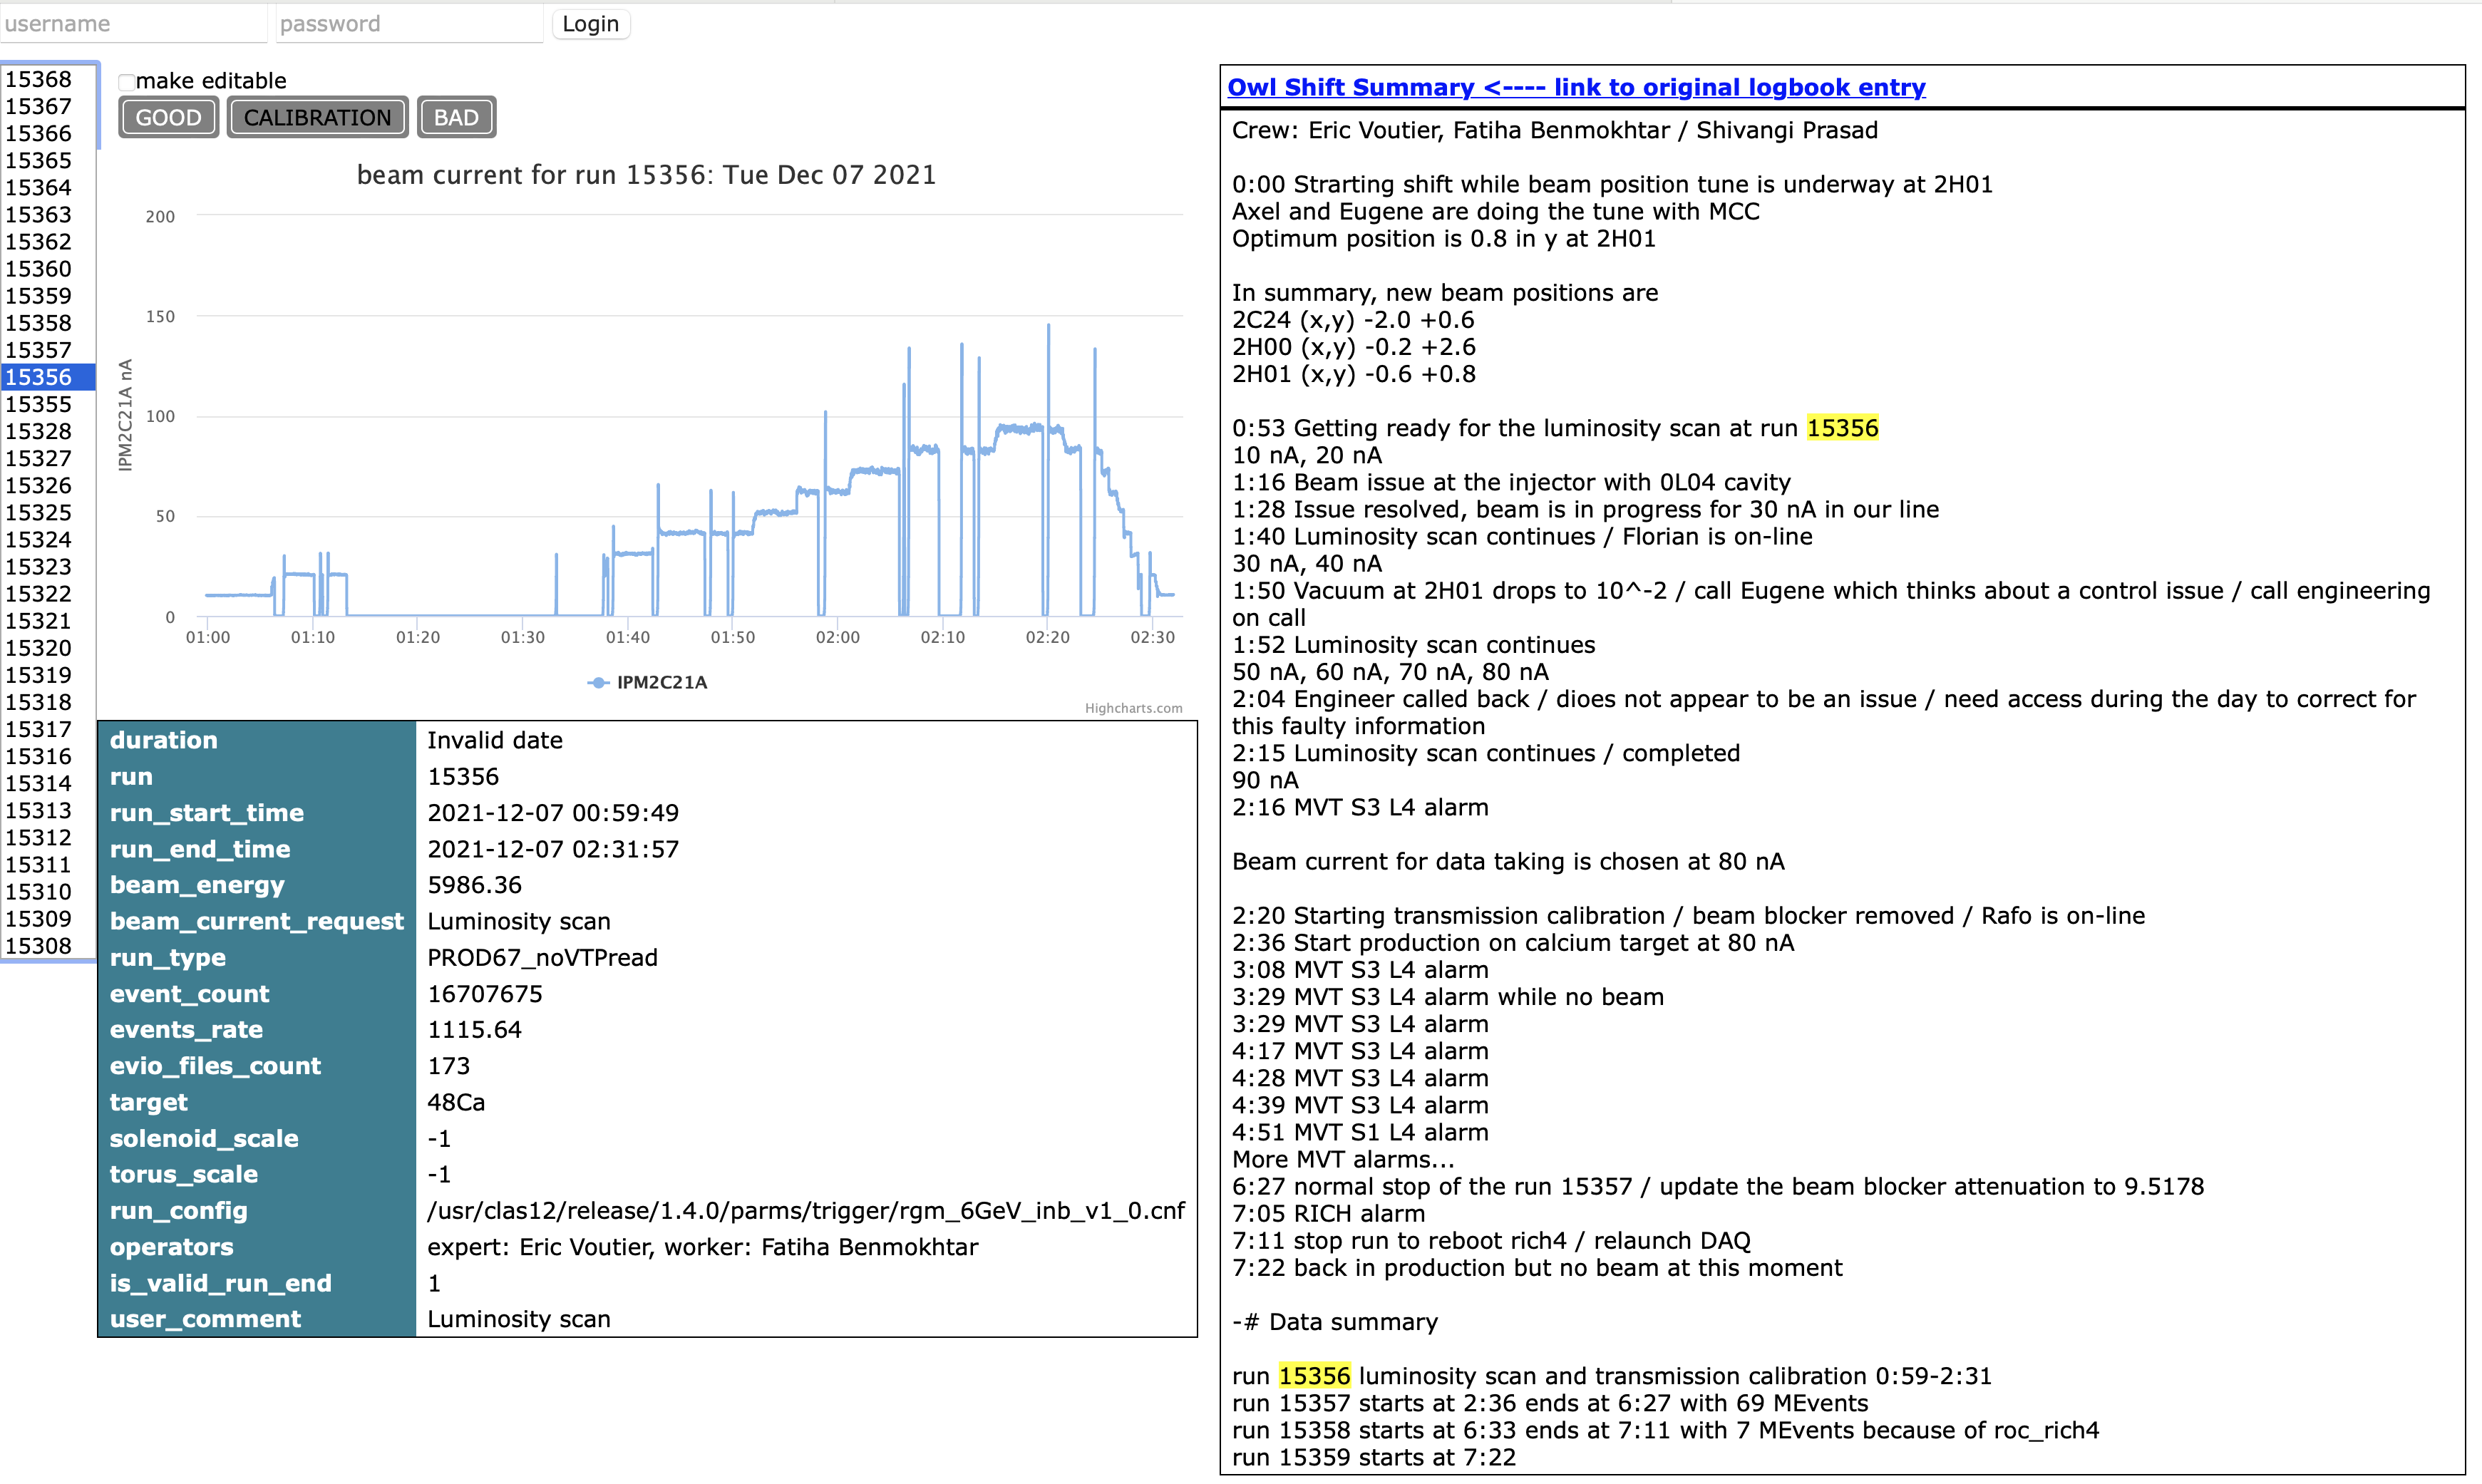 username password Login
15368
15367
15366
15365
15364
15363
15362
15360
15359
15358
15357
15356
15355
15328
15327
15326
15325
15324
15323
15322
15321
15320
15319
15318
15317
15316
15314
15313
15312
15311
15310
15309
15308
make editable
GOOD CALIBRATION BAD
beam current for run 15356: Tue Dec 07 2021
IPM2C21A nA
200
150
100
50
0
01:00 01:10 01:20 01:30 01:40 01:50 02:00 02:10 02:20 02:30
IPM2C21A
Highcharts.com
duration Invalid date
run 15356
run_start_time 2021-12-07 00:59:49
run_end_time 2021-12-07 02:31:57
beam_energy 5986.36
beam_current_request Luminosity scan
run_type PROD67_noVTPread
event_count 16707675
events_rate 1115.64
evio_files_count 173
target 48Ca
solenoid_scale -1
torus_scale -1
run_config /usr/clas12/release/1.4.0/parms/trigger/rgm_6GeV_inb_v1_0.cnf
operators expert: Eric Voutier, worker: Fatiha Benmokhtar
is_valid_run_end 1
user_comment Luminosity scan
Owl Shift Summary <---- link to original logbook entry
Crew: Eric Voutier, Fatiha Benmokhtar / Shivangi Prasad
0:00 Strarting shift while beam position tune is underway at 2H01
Axel and Eugene are doing the tune with MCC
Optimum position is 0.8 in y at 2H01
In summary, new beam positions are
2C24 (x,y) -2.0 +0.6
2H00 (x,y) -0.2 +2.6
2H01 (x,y) -0.6 +0.8
0:53 Getting ready for the luminosity scan at run 15356
10 nA, 20 nA
1:16 Beam issue at the injector with 0L04 cavity
1:28 Issue resolved, beam is in progress for 30 nA in our line
1:40 Luminosity scan continues / Florian is on-line
30 nA, 40 nA
1:50 Vacuum at 2H01 drops to 10^-2 / call Eugene which thinks about a control issue / call engineering
on call
1:52 Luminosity scan continues
50 nA, 60 nA, 70 nA, 80 nA
2:04 Engineer called back / dioes not appear to be an issue / need access during the day to correct for
this faulty information
2:15 Luminosity scan continues / completed
90 nA
2:16 MVT S3 L4 alarm
Beam current for data taking is chosen at 80 nA
2:20 Starting transmission calibration / beam blocker removed / Rafo is on-line
2:36 Start production on calcium target at 80 nA
3:08 MVT S3 L4 alarm
3:29 MVT S3 L4 alarm while no beam
3:29 MVT S3 L4 alarm
4:17 MVT S3 L4 alarm
4:28 MVT S3 L4 alarm
4:39 MVT S3 L4 alarm
4:51 MVT S1 L4 alarm
More MVT alarms...
6:27 normal stop of the run 15357 / update the beam blocker attenuation to 9.5178
7:05 RICH alarm
7:11 stop run to reboot rich4 / relaunch DAQ
7:22 back in production but no beam at this moment
-# Data summary
run 15356 luminosity scan and transmission calibration 0:59-2:31
run 15357 starts at 2:36 ends at 6:27 with 69 MEvents
run 15358 starts at 6:33 ends at 7:11 with 7 MEvents because of roc_rich4
run 15359 starts at 7:22